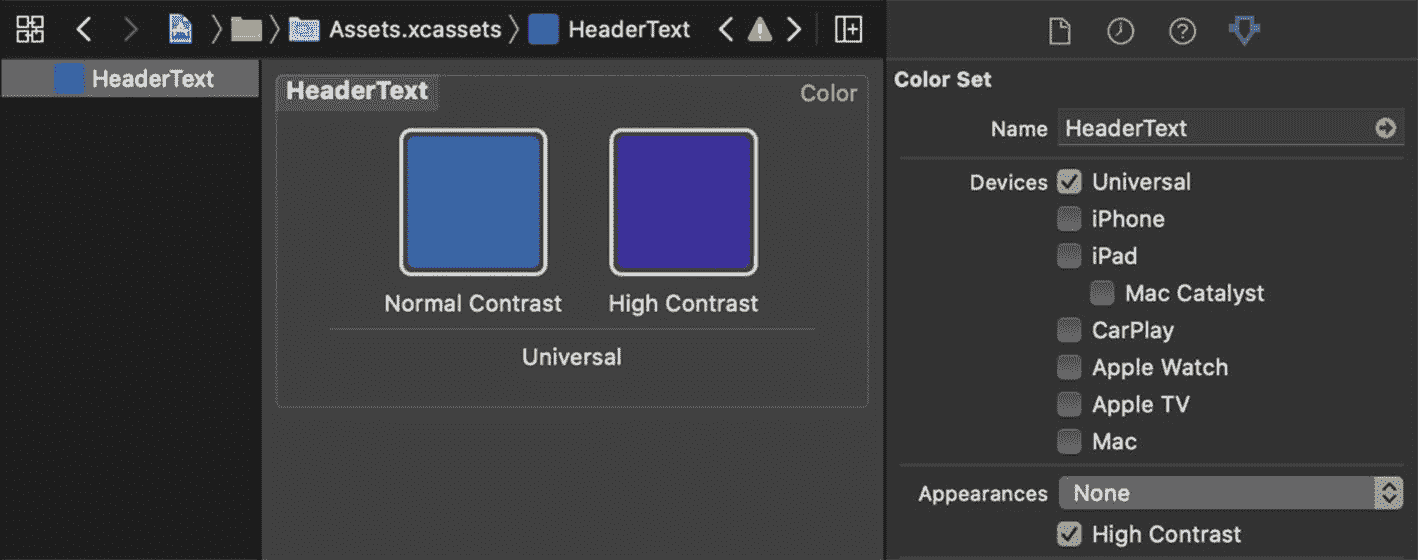 Assets.xcassets HeaderText
HeaderText
HeaderText
Color
Normal Contrast
High Contrast
Universal
Color Set
Name HeaderText
Devices Universal
iPhone
iPad
Mac Catalyst
CarPlay
Apple Watch
Apple TV
Mac
Appearances None
High Contrast